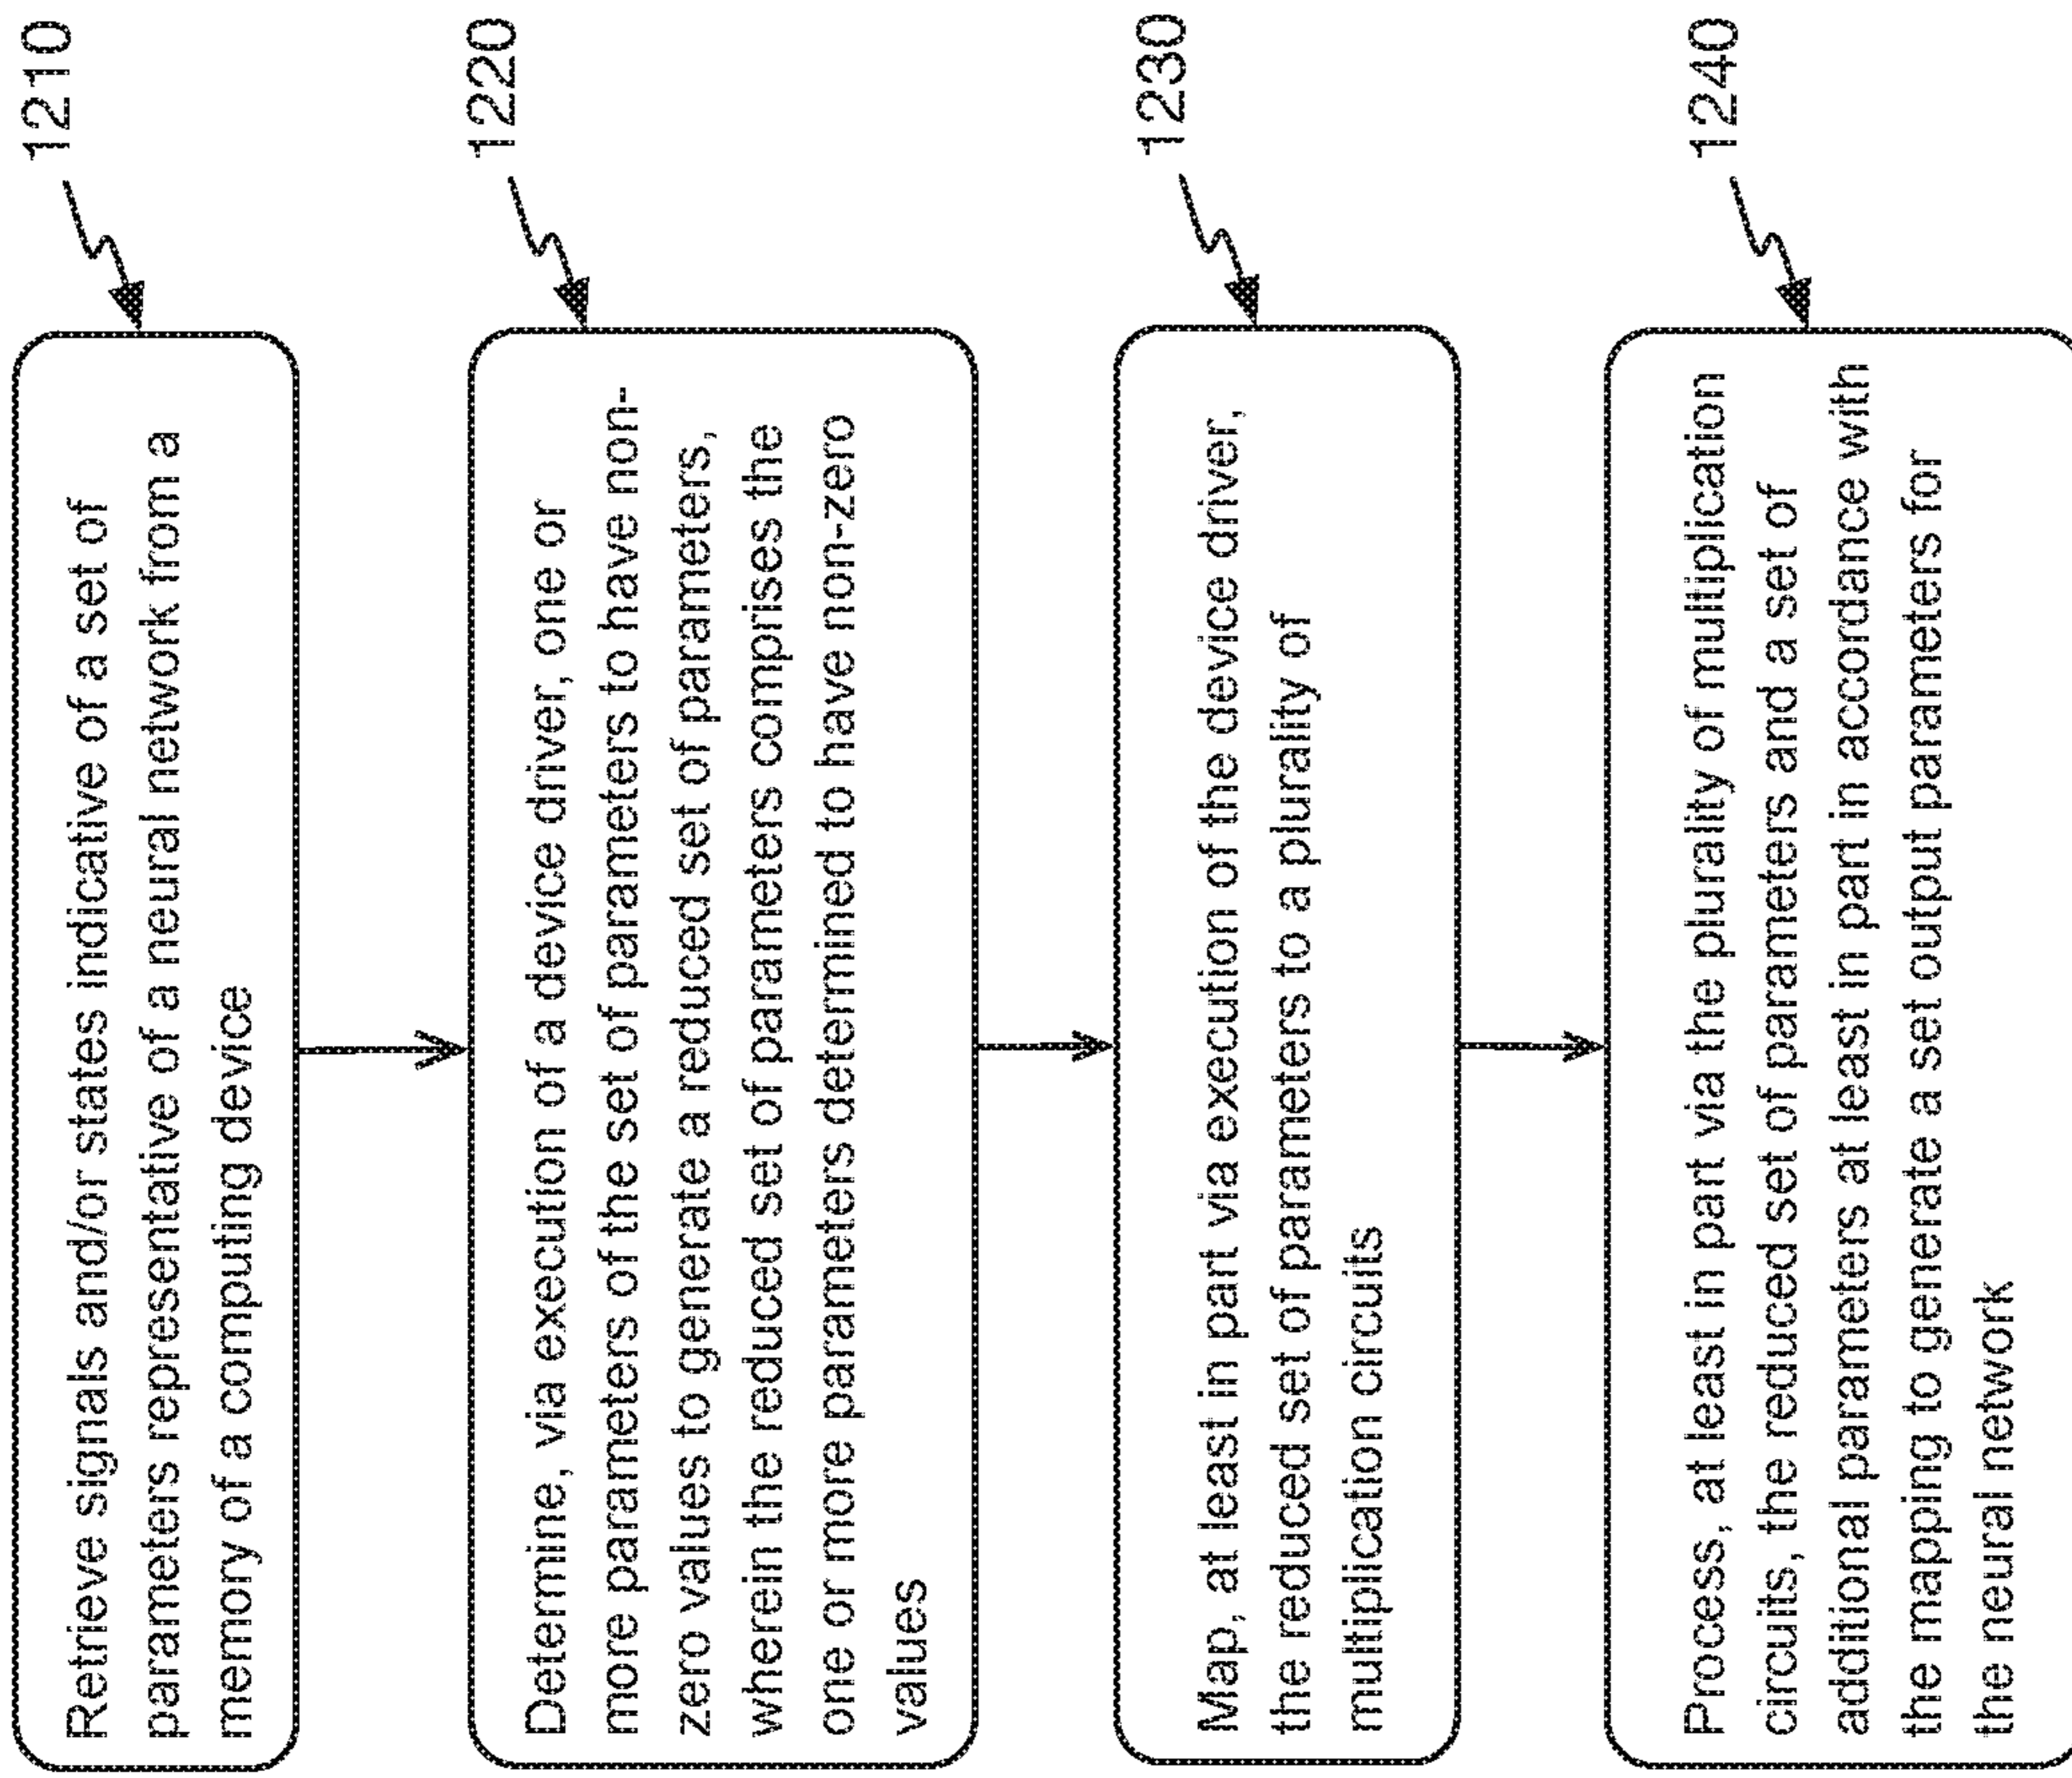 1210
Retrieve signals and/or states indicative of a set of
parameters representative of a neural network from a
memory of a computing device
1220
Determine, via execution of a device driver, one or
more parameters of the set of parameters to have non-
zero values to generate a reduced set of parameters,
wherein the reduced set of parameters comprises the
one or more parameters determined to have non-zero
values
1230
Map, at least in part via execution of the device driver,
the reduced set of parameters to a plurality of
multiplication circuits
1240
Process, at least in part via the plurality of multiplication
circuits, the reduced set of parameters and a set of
additional parameters at least in part in accordance with
the mapping to generate a set output parameters for
the neural network